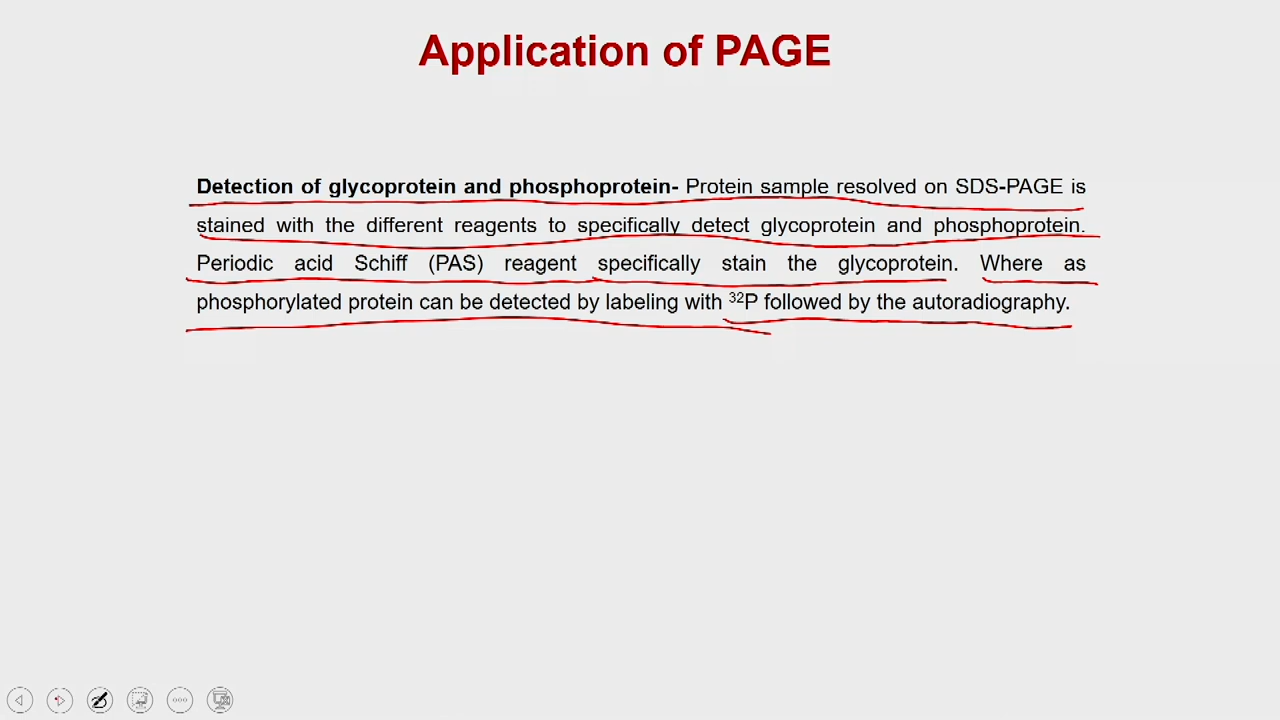 Application of PAGE
Detection of glycoprotein and phosphoprotein- Protein sample resolved on SDS-PAGE is
stained with the different reagents to specifically detect glycoprotein and phosphoprotein.
Periodic acid Schiff (PAS) reagent specifically stain the glycoprotein. Where as
phosphorylated protein can be detected by labeling with ³²P followed by the autoradiography.